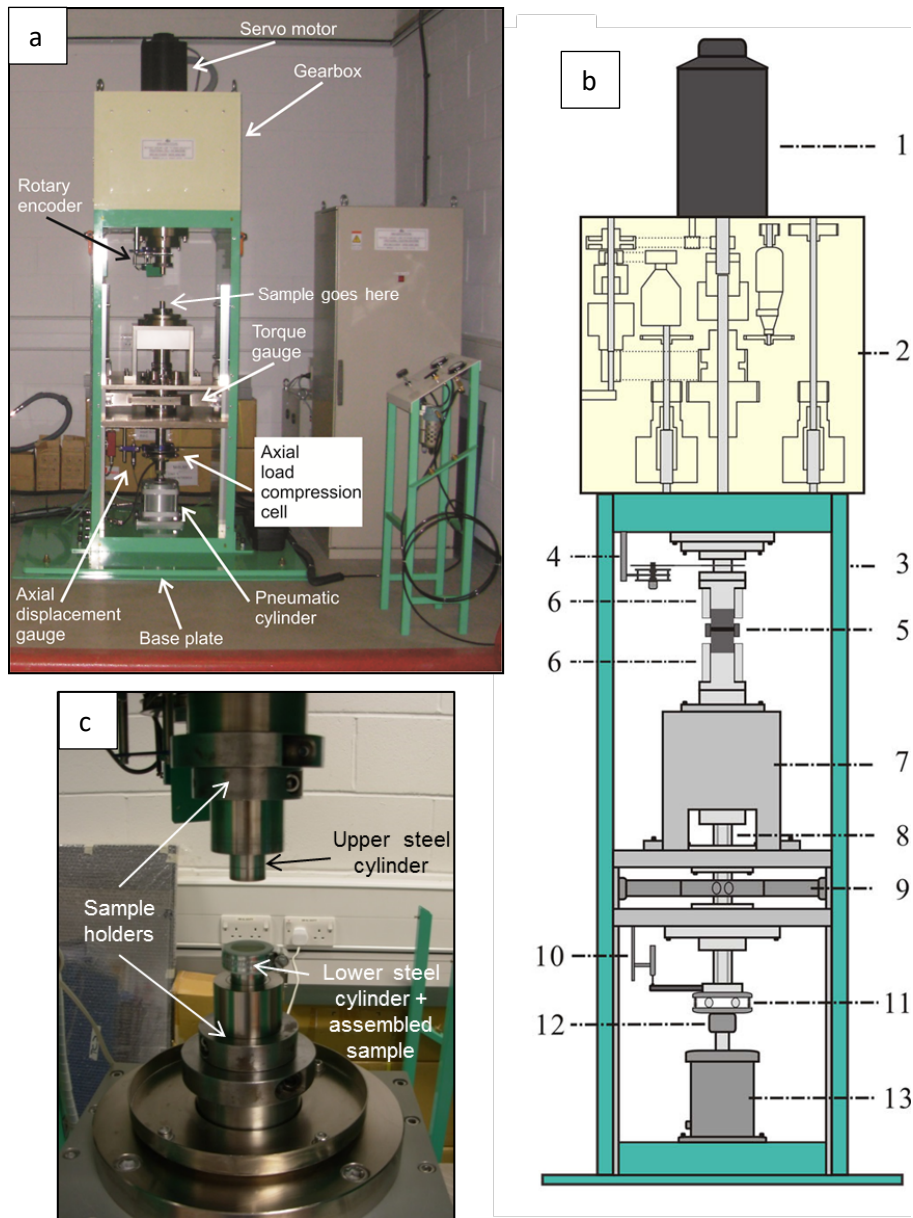 a
Servo motor
Gearbox
Rotary
encoder
Sample goes here
Torque
gauge
Axial
load
compression
cell
Axial
displacement
gauge
Pneumatic
cylinder
Base plate
b
1
2
3
4
5
6
6
7
8
9
10
11
12
13
c
Upper steel
cylinder
Sample
holders
Lower steel
cylinder +
assembled
sample